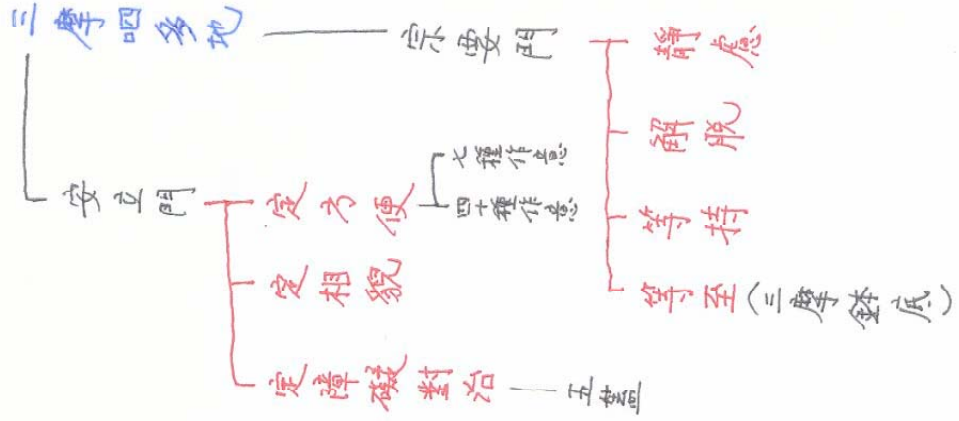 三摩呬多地
宗要門
靜慮
解脫
等持
等至(三摩鉢底)
安立門
定方便
七種作意
四十種作意
定相貌
定障礙對治
五蓋